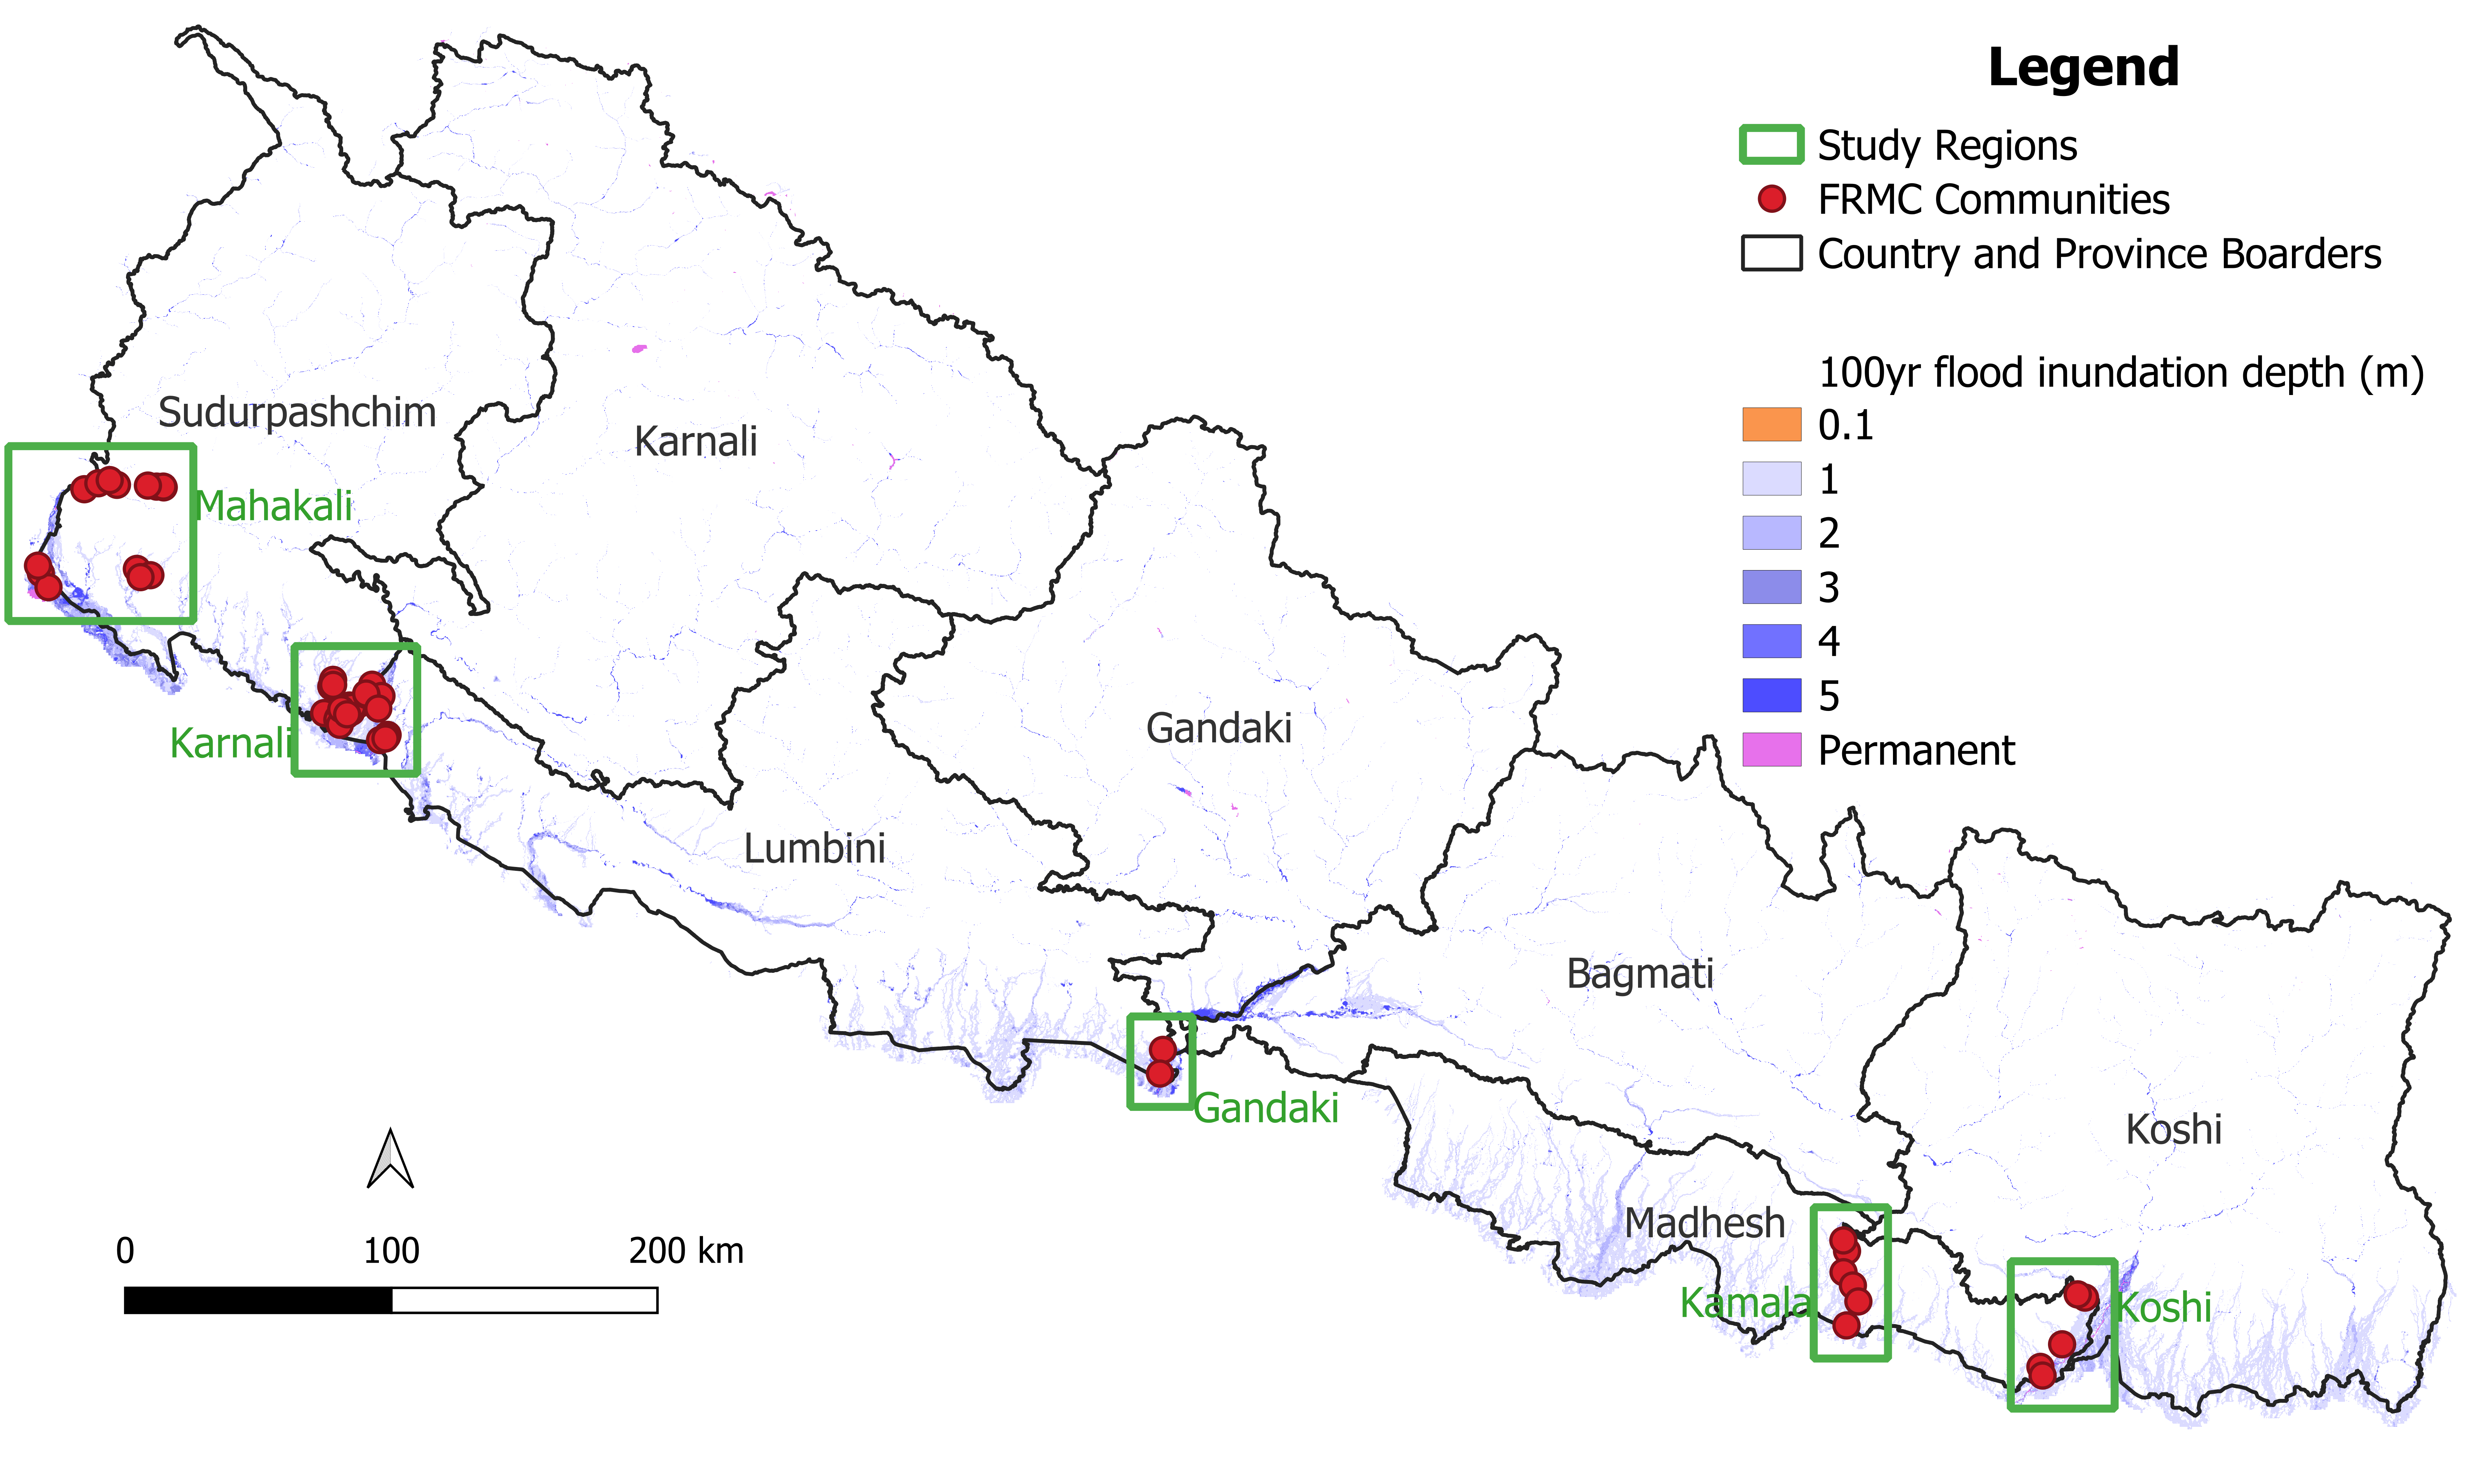 Legend
Study Regions
FRMC Communities
Country and Province Boarders
100yr flood inundation depth (m)
0.1
1
2
3
4
5
Permanent
Sudurpashchim
Karnali
Mahakali
Karnali
Gandaki
Lumbini
Bagmati
Gandaki
Koshi
Madhesh
Kamala
Koshi
0 100 200 km